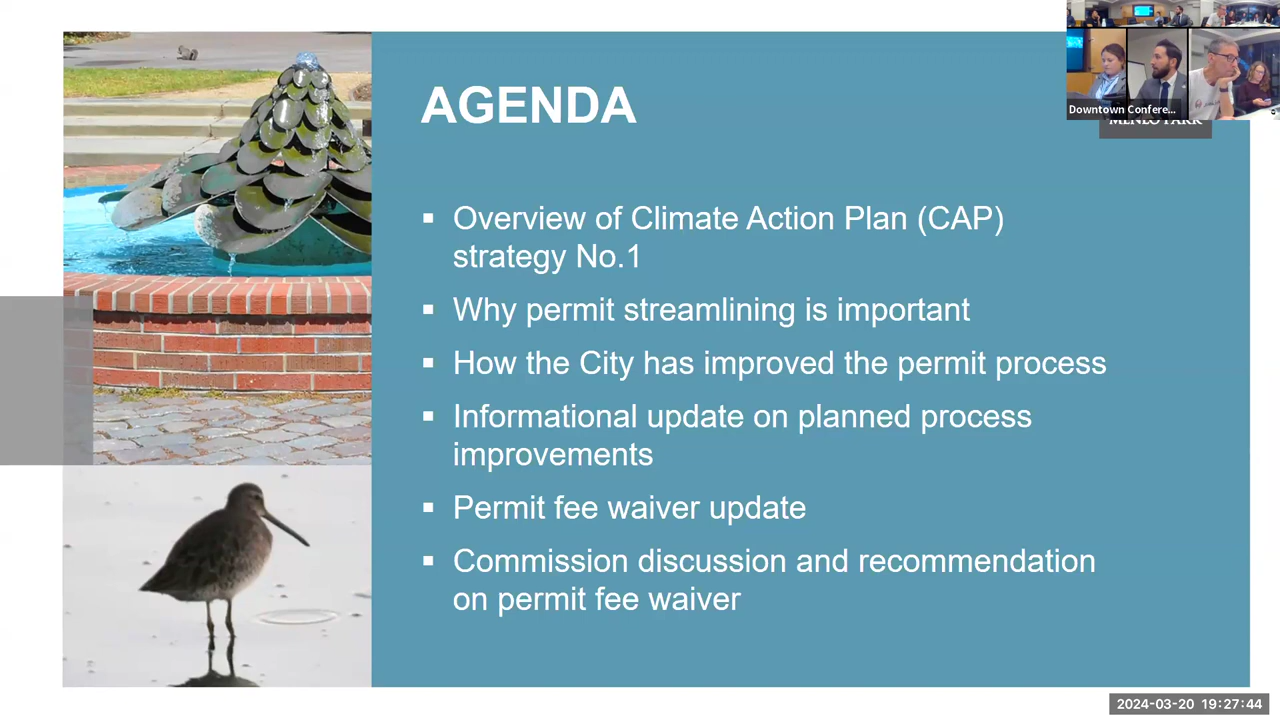 AGENDA
Downtown Confere...
MENLO PARK
▪ Overview of Climate Action Plan (CAP)
strategy No.1
▪ Why permit streamlining is important
▪ How the City has improved the permit process
▪ Informational update on planned process
improvements
▪ Permit fee waiver update
▪ Commission discussion and recommendation
on permit fee waiver
2024-03-20 19:27:44